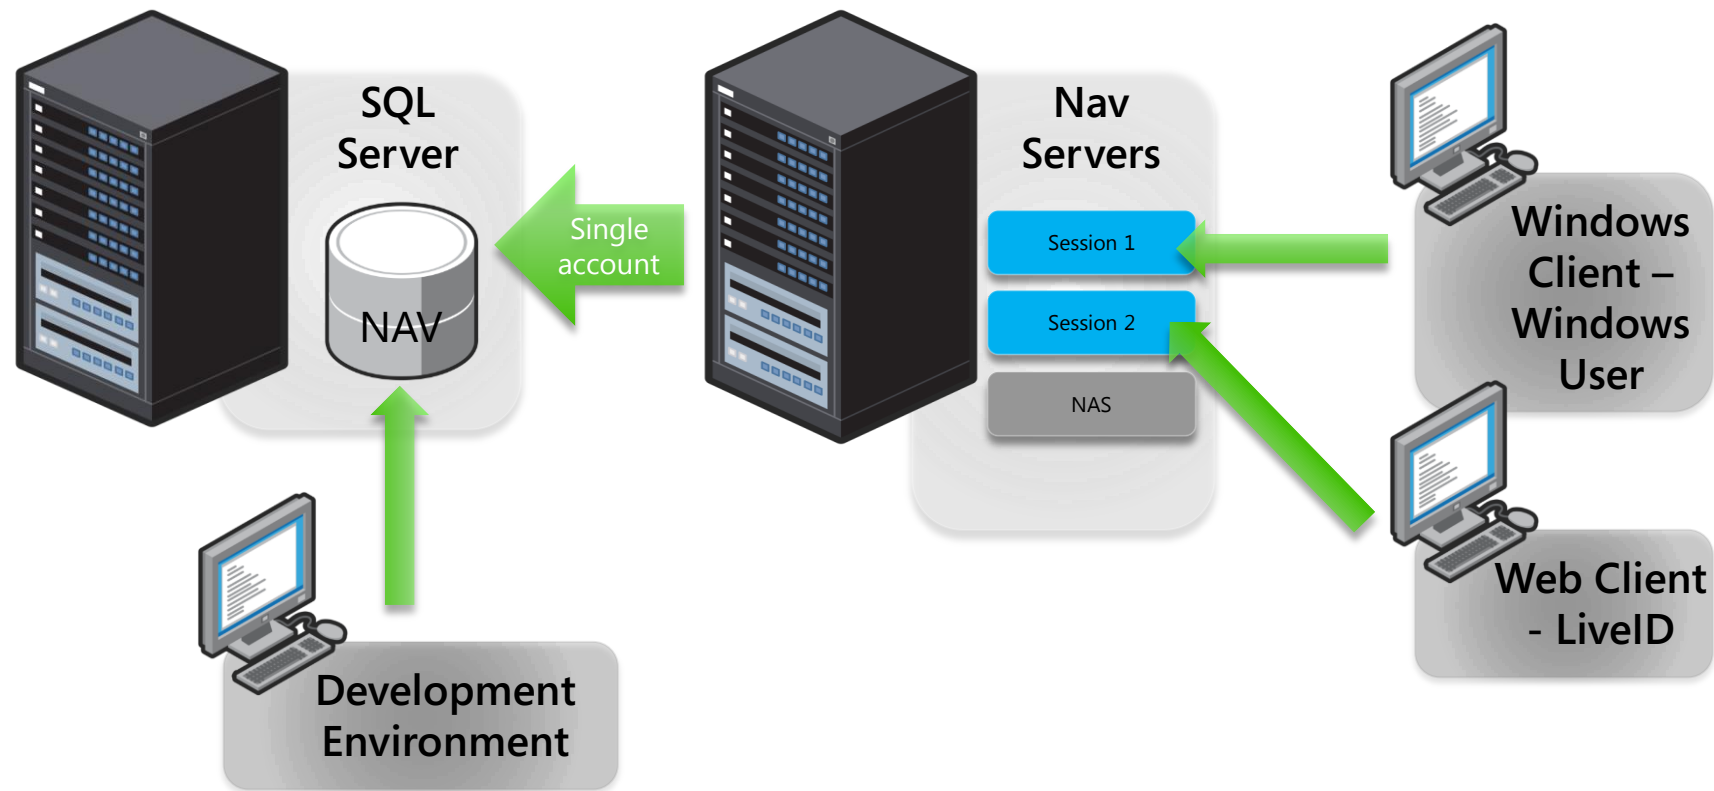 SQL
Server
NAV
Single
account
Nav
Servers
Session 1
Session 2
NAS
Windows
Client –
Windows
User
Web Client
- LiveID
Development
Environment